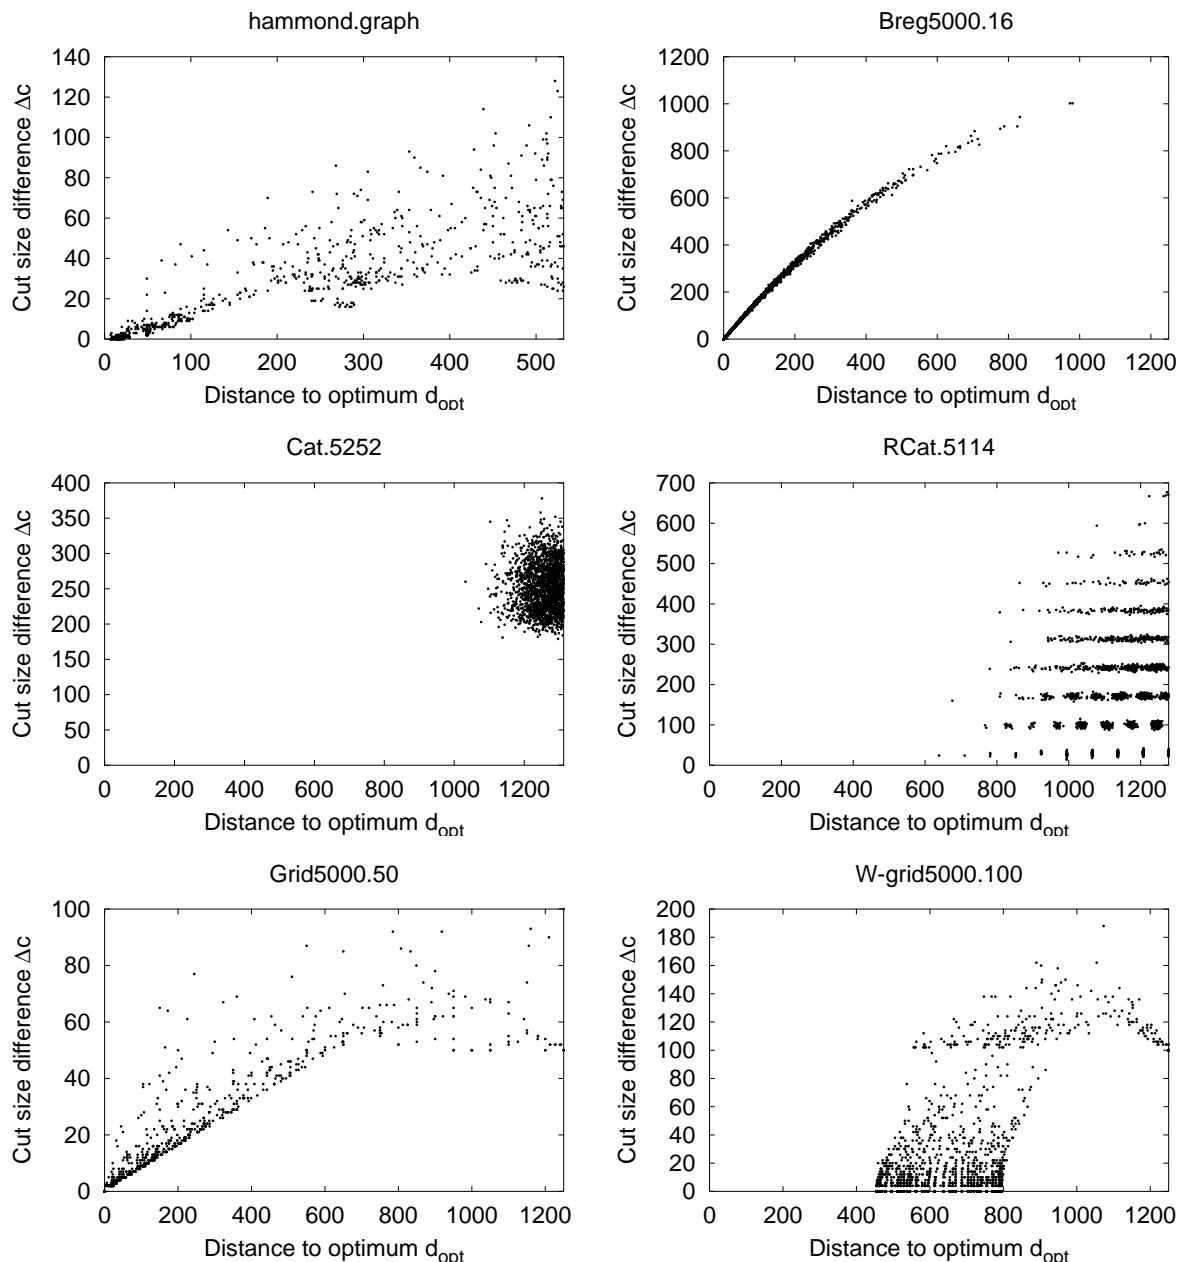 hammond.graph
140
120
100
80
60
40
20
0
Cut size difference Δc
0 100 200 300 400 500
Distance to optimum d_opt
Breg5000.16
1200
1000
800
600
400
200
0
Cut size difference Δc
0 200 400 600 800 1000 1200
Distance to optimum d_opt
Cat.5252
400
350
300
250
200
150
100
50
0
Cut size difference Δc
0 200 400 600 800 1000 1200
Distance to optimum d_opt
RCat.5114
700
600
500
400
300
200
100
0
Cut size difference Δc
0 200 400 600 800 1000 1200
Distance to optimum d_opt
Grid5000.50
100
80
60
40
20
0
Cut size difference Δc
0 200 400 600 800 1000 1200
Distance to optimum d_opt
W-grid5000.100
200
180
160
140
120
100
80
60
40
20
0
Cut size difference Δc
0 200 400 600 800 1000 1200
Distance to optimum d_opt